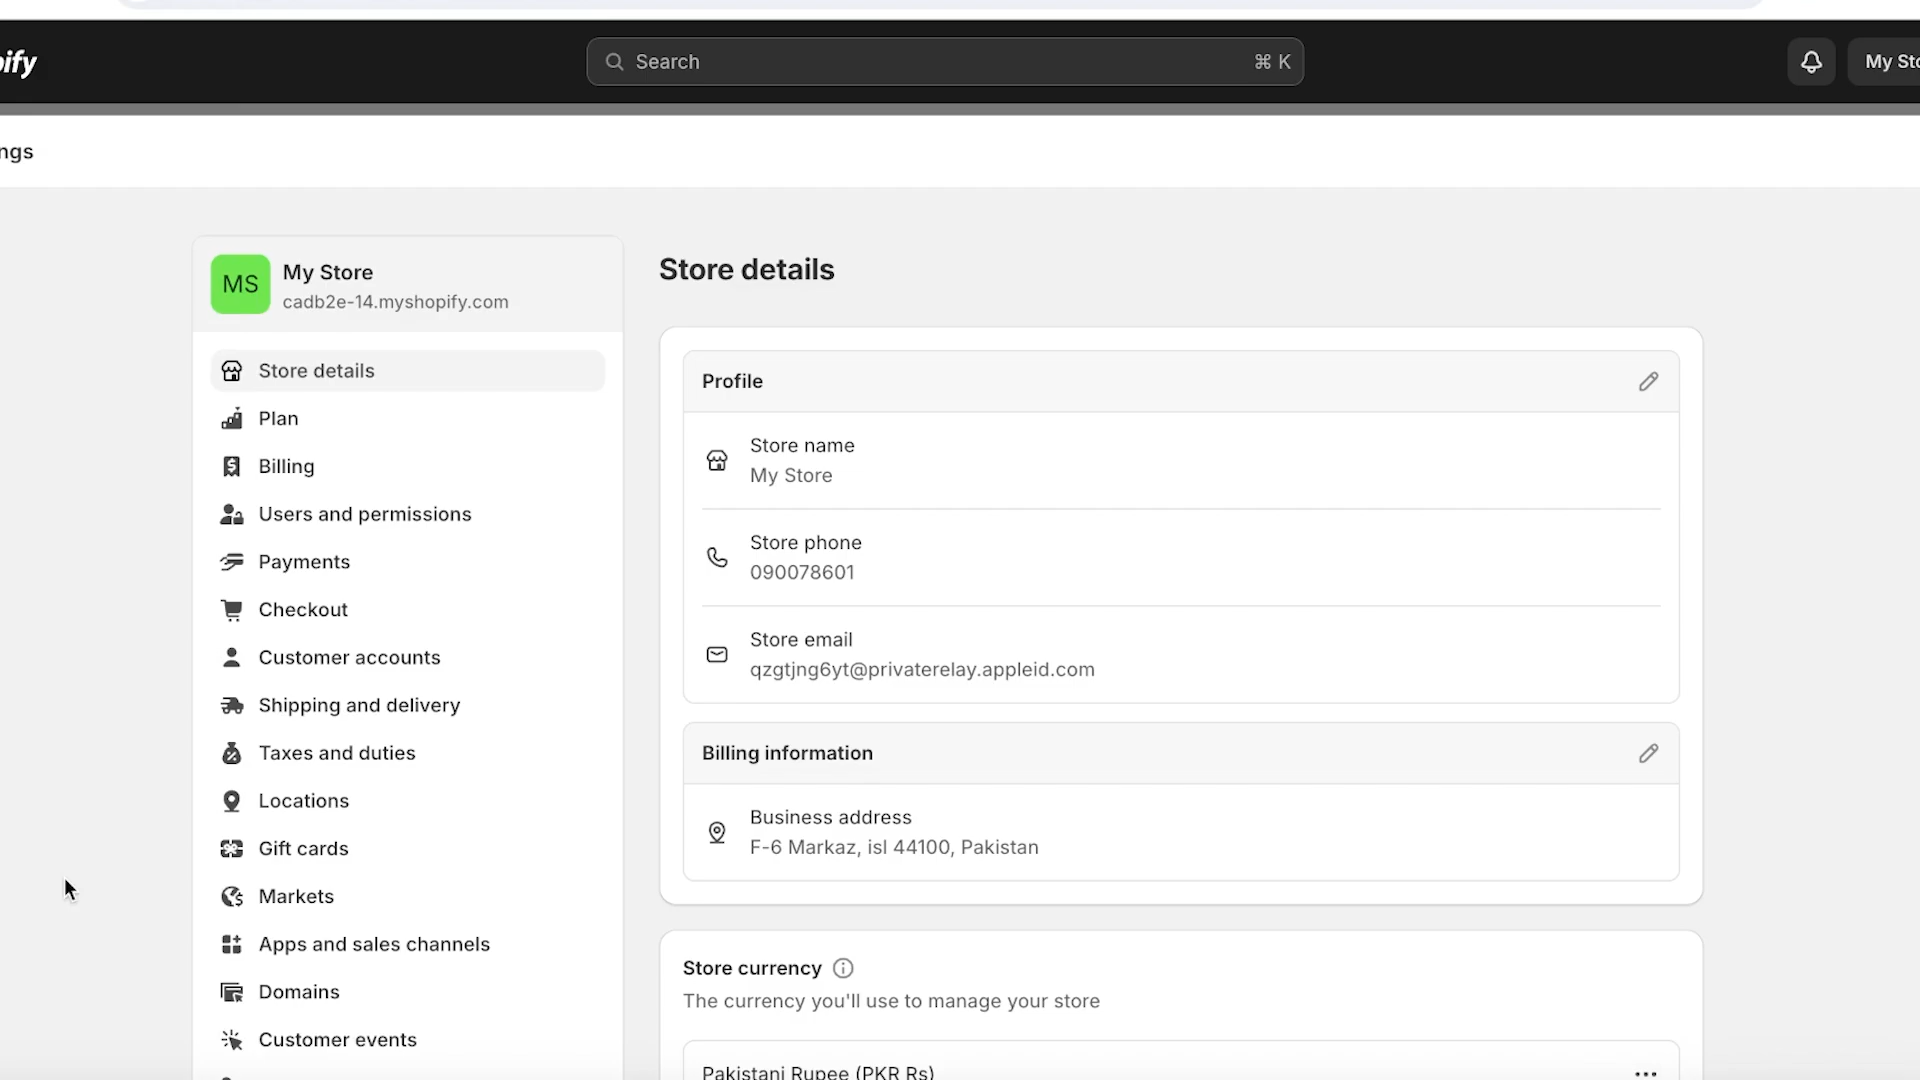 pify
Search
⌘ K
My Sto
ngs
MS
My Store
cadb2e-14.myshopify.com
Store details
Plan
Billing
Users and permissions
Payments
Checkout
Customer accounts
Shipping and delivery
Taxes and duties
Locations
Gift cards
Markets
Apps and sales channels
Domains
Customer events
Store details
Profile
Store name
My Store
Store phone
090078601
Store email
qzgtjng6yt@privaterelay.appleid.com
Billing information
Business address
F-6 Markaz, isl 44100, Pakistan
Store currency
The currency you'll use to manage your store
Pakistani Rupee (PKR Rs)